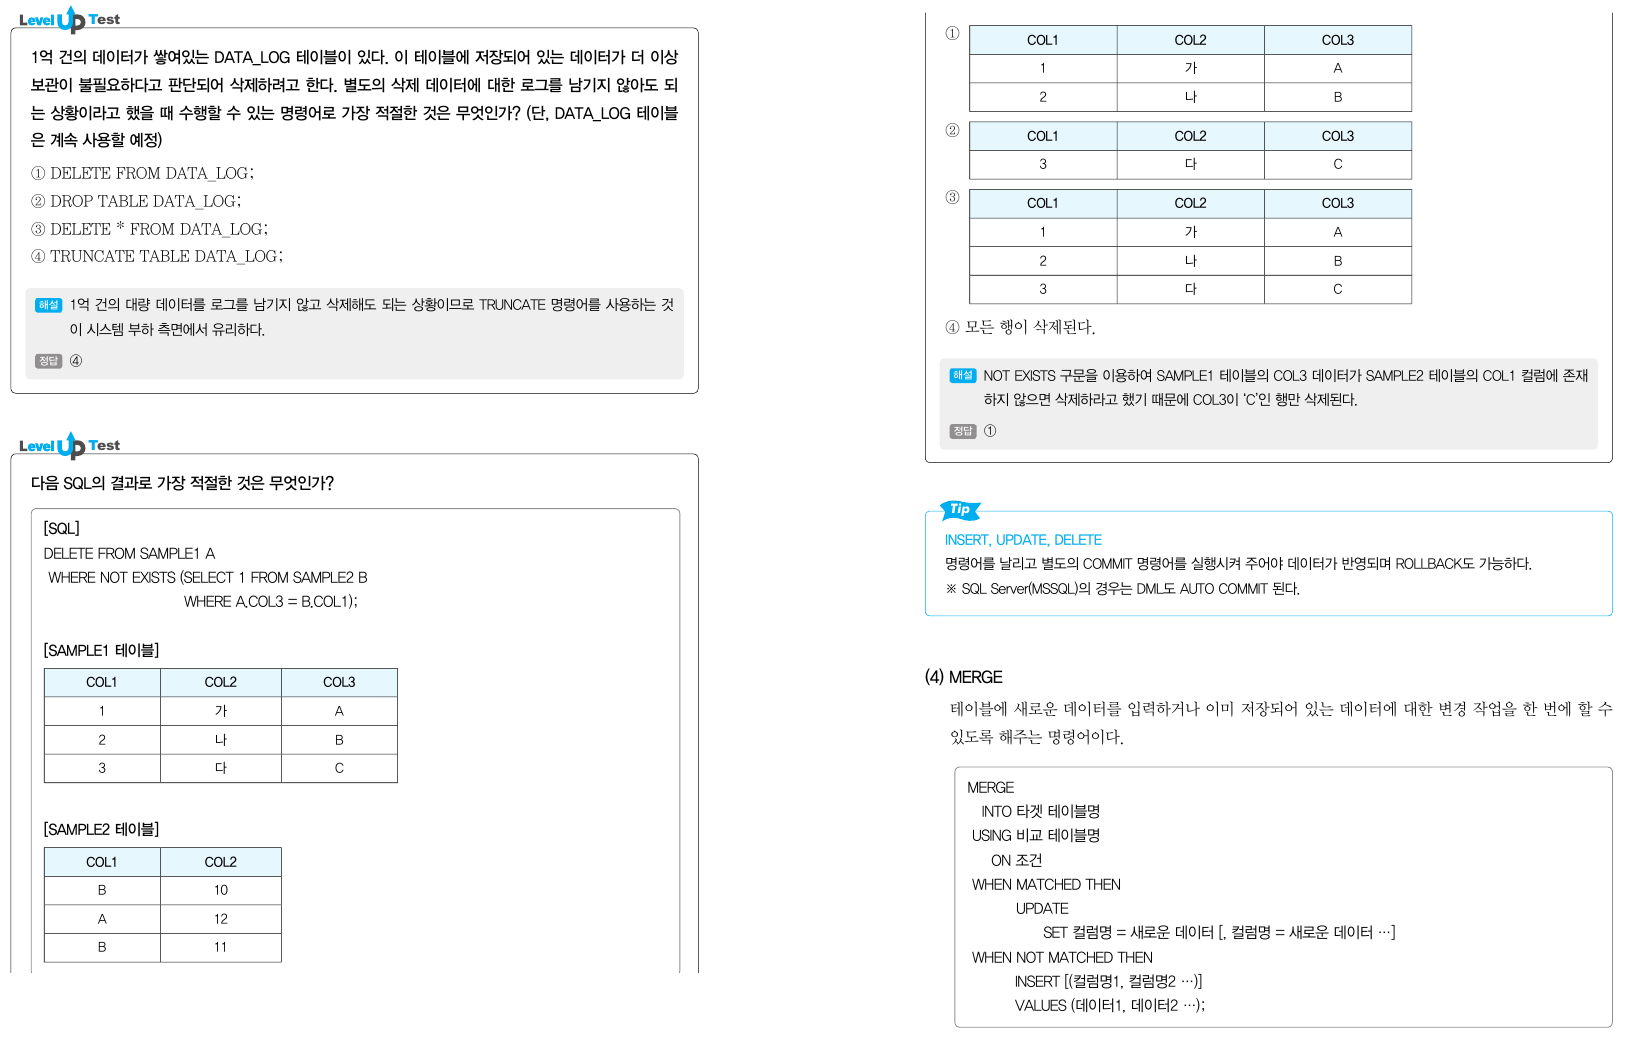 Level Up Test
1억 건의 데이터가 쌓여있는 DATA_LOG 테이블이 있다. 이 테이블에 저장되어 있는 데이터가 더 이상
보관이 불필요하다고 판단되어 삭제하려고 한다. 별도의 삭제 데이터에 대한 로그를 남기지 않아도 되
는 상황이라고 했을 때 수행할 수 있는 명령어로 가장 적절한 것은 무엇인가? (단, DATA_LOG 테이블
은 계속 사용할 예정)
① DELETE FROM DATA_LOG;
② DROP TABLE DATA_LOG;
③ DELETE * FROM DATA_LOG;
④ TRUNCATE TABLE DATA_LOG;
해설 1억 건의 대량 데이터를 로그를 남기지 않고 삭제해도 되는 상황이므로 TRUNCATE 명령어를 사용하는 것
이 시스템 부하 측면에서 유리하다.
정답 ④
Level Up Test
다음 SQL의 결과로 가장 적절한 것은 무엇인가?
[SQL]
DELETE FROM SAMPLE1 A
WHERE NOT EXISTS (SELECT 1 FROM SAMPLE2 B
WHERE A.COL3 = B.COL1);
[SAMPLE1 테이블]
COL1 COL2 COL3
1 가 A
2 나 B
3 다 C
[SAMPLE2 테이블]
COL1 COL2
B 10
A 12
B 11
① COL1 COL2 COL3
1 가 A
2 나 B
② COL1 COL2 COL3
3 다 C
③ COL1 COL2 COL3
1 가 A
2 나 B
3 다 C
④ 모든 행이 삭제된다.
해설 NOT EXISTS 구문을 이용하여 SAMPLE1 테이블의 COL3 데이터가 SAMPLE2 테이블의 COL1 컬럼에 존재
하지 않으면 삭제하라고 했기 때문에 COL3이 ‘C’인 행만 삭제된다.
정답 ①
Tip
INSERT, UPDATE, DELETE
명령어를 날리고 별도의 COMMIT 명령어를 실행시켜 주어야 데이터가 반영되며 ROLLBACK도 가능하다.
※ SQL Server(MSSQL)의 경우는 DML도 AUTO COMMIT 된다.
(4) MERGE
테이블에 새로운 데이터를 입력하거나 이미 저장되어 있는 데이터에 대한 변경 작업을 한 번에 할 수
있도록 해주는 명령어이다.
MERGE
INTO 타겟 테이블명
USING 비교 테이블명
ON 조건
WHEN MATCHED THEN
UPDATE
SET 컬럼명 = 새로운 데이터 [, 컬럼명 = 새로운 데이터 …]
WHEN NOT MATCHED THEN
INSERT [(컬럼명1, 컬럼명2 …)]
VALUES (데이터1, 데이터2 …);